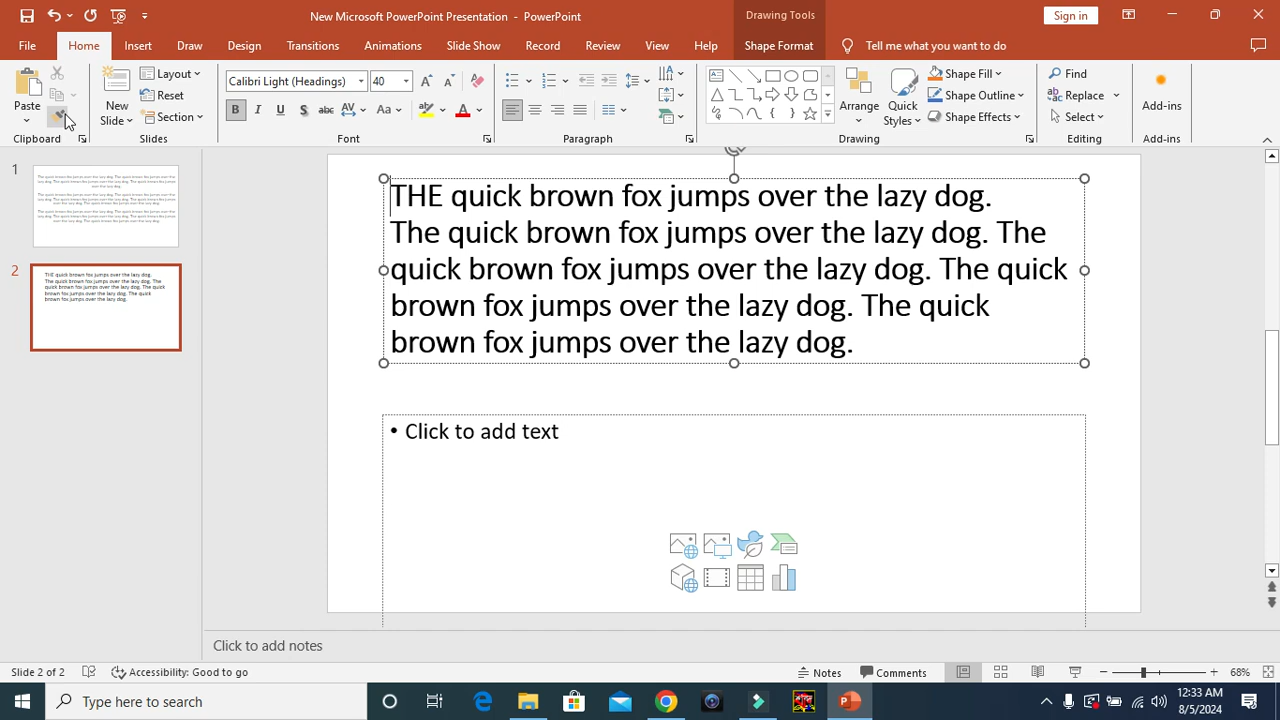 New Microsoft PowerPoint Presentation - PowerPoint
Drawing Tools
Sign in
File
Home
Insert
Draw
Design
Transitions
Animations
Slide Show
Record
Review
View
Help
Shape Format
Tell me what you want to do
Paste
Clipboard
New
Slide
Layout
Reset
Section
Slides
Calibri Light (Headings)
40
B I U S abc AV Aa A
Font
Paragraph
Arrange
Quick
Styles
Shape Fill
Shape Outline
Shape Effects
Drawing
Find
Replace
Select
Editing
Add-ins
Add-ins
1
2
THE quick brown fox jumps over the lazy dog.
The quick brown fox jumps over the lazy dog. The
quick brown fox jumps over the lazy dog. The quick
brown fox jumps over the lazy dog. The quick
brown fox jumps over the lazy dog.
• Click to add text
Click to add notes
Slide 2 of 2
Accessibility: Good to go
Notes
Comments
68%
Type here to search
12:33 AM
8/5/2024